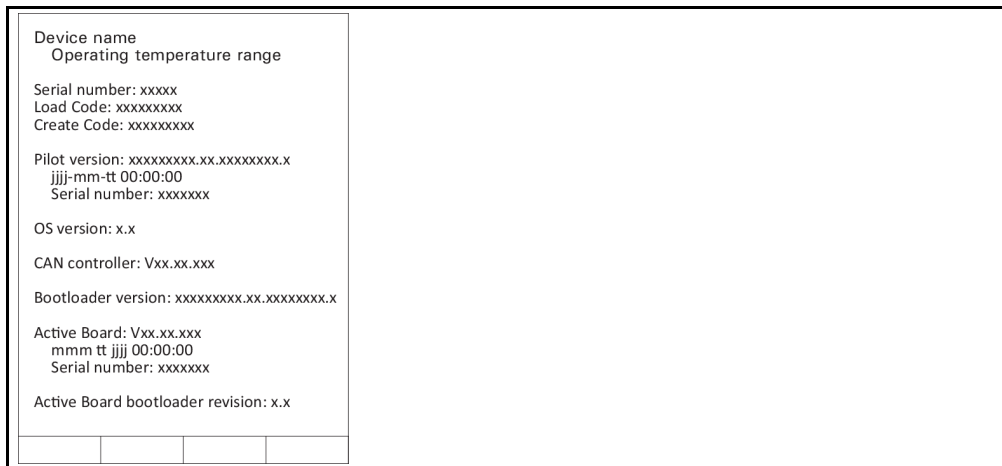 Device name
Operating temperature range
Serial number: xxxxx
Load Code: xxxxxxxxx
Create Code: xxxxxxxxx
Pilot version: xxxxxxxxx.xx.xxxxxxxx.x
jjjj-mm-tt 00:00:00
Serial number: xxxxxxx
OS version: x.x
CAN controller: Vxx.xx.xxx
Bootloader version: xxxxxxxxx.xx.xxxxxxxx.x
Active Board: Vxx.xx.xxx
mmm tt jjjj 00:00:00
Serial number: xxxxxxx
Active Board bootloader revision: x.x